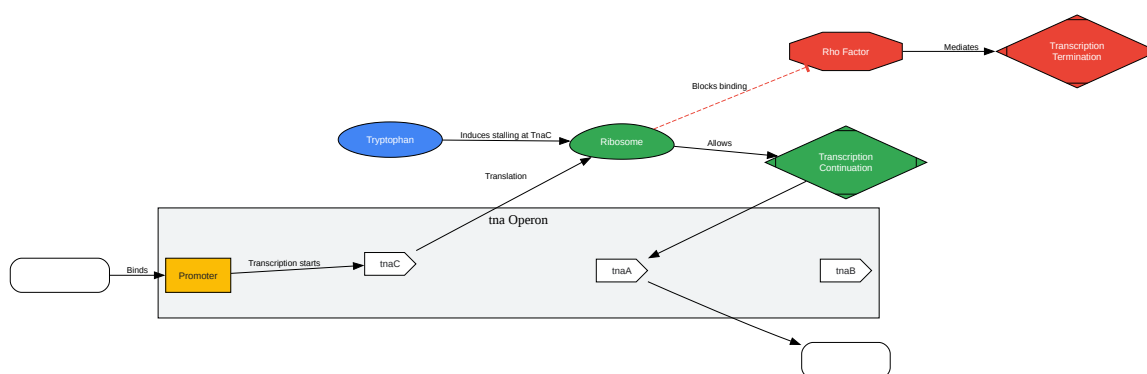 Rho Factor
Mediates
Transcription
Termination
Blocks binding
Tryptophan
Induces stalling at TnaC
Ribosome
Allows
Transcription
Continuation
Translation
tna Operon
Binds
Promoter
Transcription starts
tnaC
tnaA
tnaB